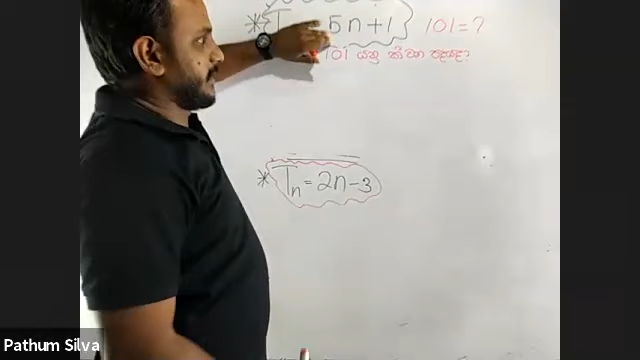 * T = 5n+1 101=?
101 යනු කී වන පදයද?
* Tn = 2n-3
Pathum Silva